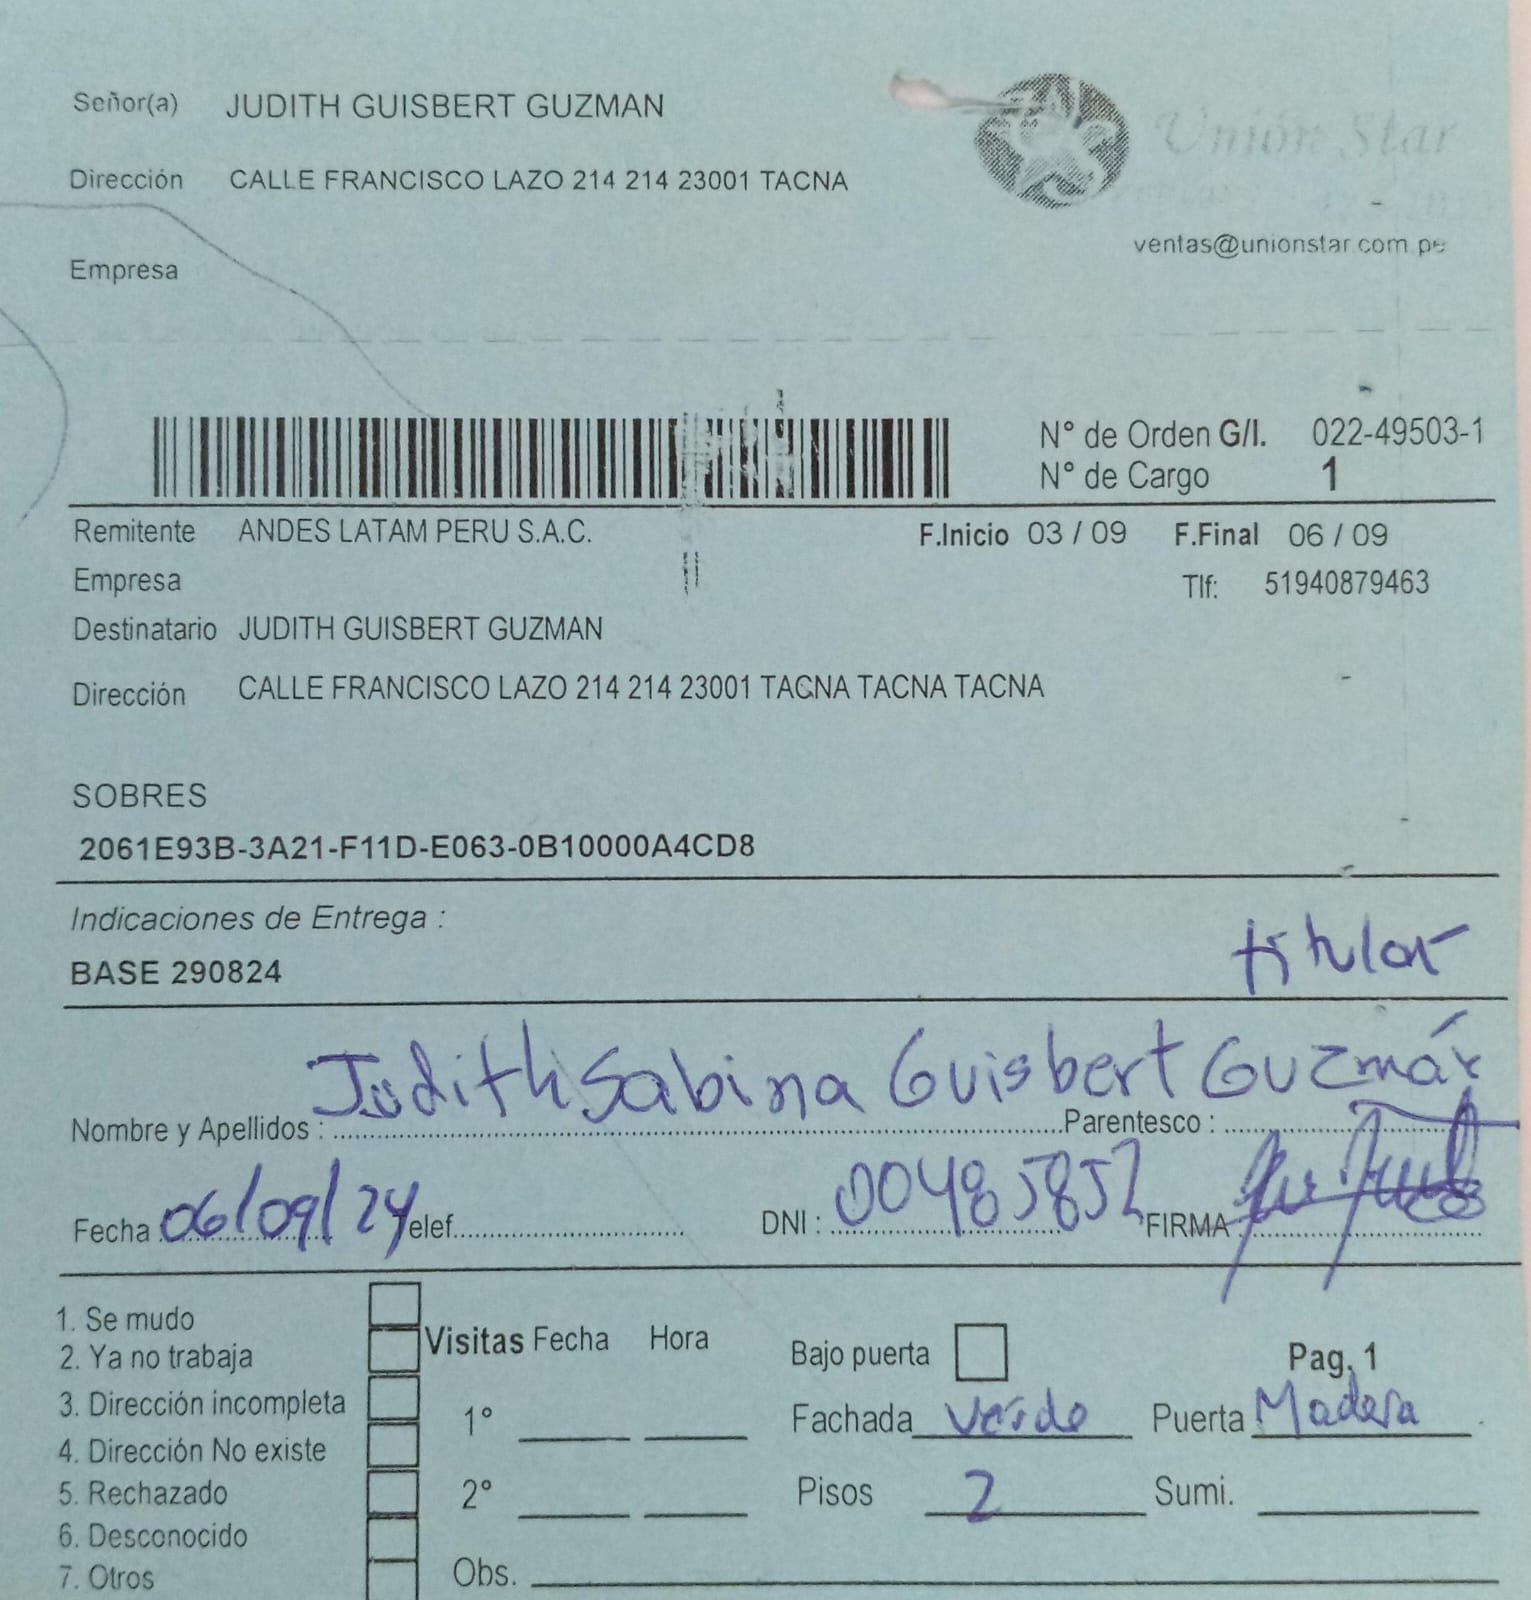 Señor(a) JUDITH GUISBERT GUZMAN
Unión Star
Dirección CALLE FRANCISCO LAZO 214 214 23001 TACNA
ventas@unionstar.com.pe
Empresa
N° de Orden G/I. 022-49503-1
N° de Cargo 1
Remitente ANDES LATAM PERU S.A.C. F.Inicio 03 / 09 F.Final 06 / 09
Empresa Tlf: 51940879463
Destinatario JUDITH GUISBERT GUZMAN
Dirección CALLE FRANCISCO LAZO 214 214 23001 TACNA TACNA TACNA
SOBRES
2061E93B-3A21-F11D-E063-0B10000A4CD8
Indicaciones de Entrega :
BASE 290824 titular
Nombre y Apellidos : Judith Sabina Guisbert Guzmán Parentesco :
Fecha 06/09/24 Telef. DNI : 00485852 FIRMA
1. Se mudo
2. Ya no trabaja Visitas Fecha Hora Bajo puerta Pag. 1
3. Dirección incompleta 1° Fachada verde Puerta Madera
4. Dirección No existe
5. Rechazado 2° Pisos 2 Sumi.
6. Desconocido
7. Otros Obs.